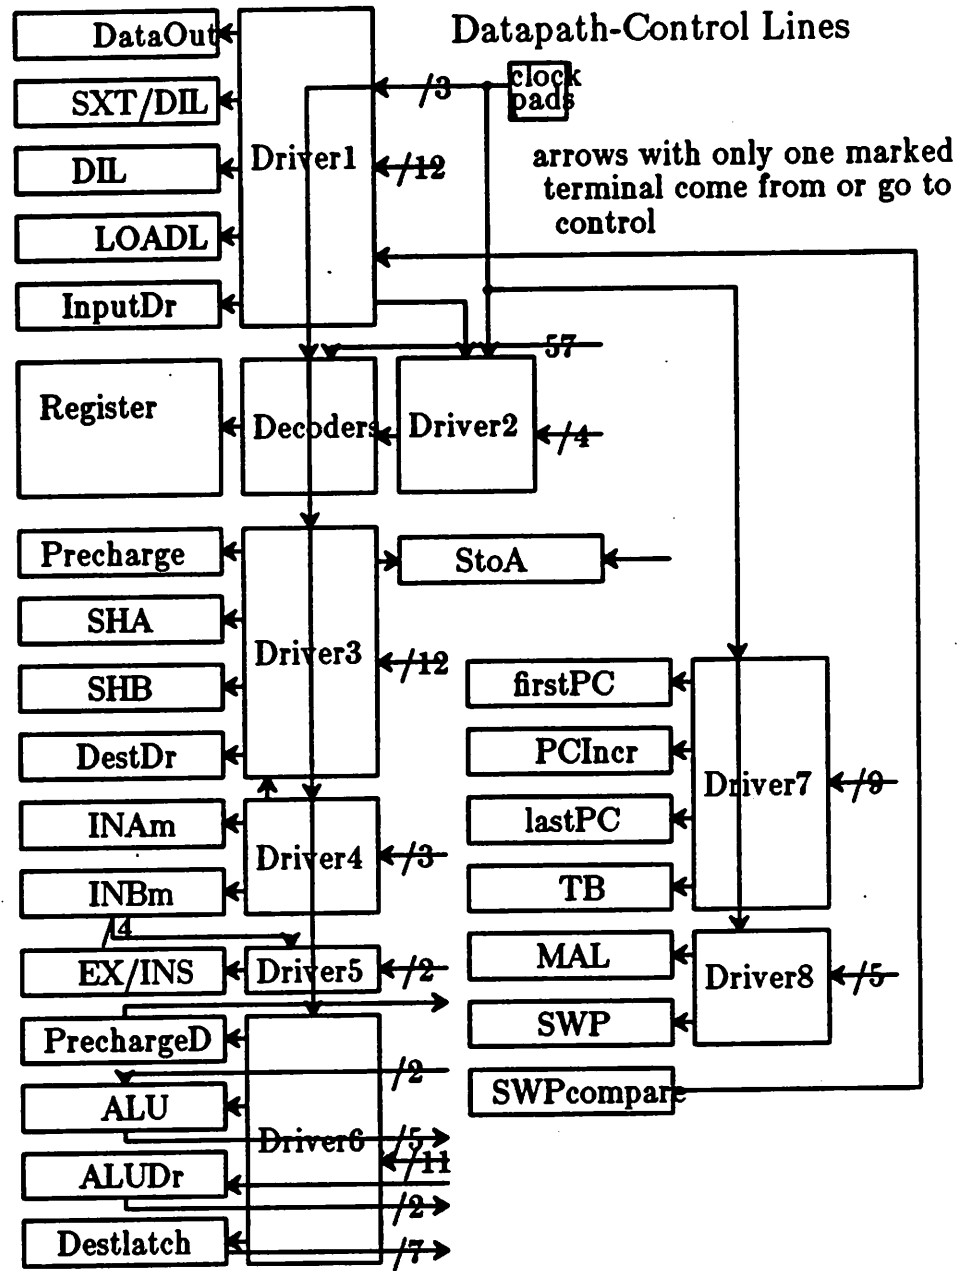 Datapath-Control Lines
DataOut
SXT/DIL
DIL
LOADL
InputDr
Driver1
/3
clock
pads
/12
arrows with only one marked
terminal come from or go to
control
57
Register
Decoders
Driver2
/4
Precharge
SHA
SHB
DestDr
Driver3
StoA
/12
INAm
INBm
Driver4
/3
/4
EX/INS
Driver5
/2
PrechargeD
ALU
ALUDr
Destlatch
Driver6
/2
/5
/11
/2
/7
firstPC
PCIncr
lastPC
TB
Driver7
/9
MAL
SWP
Driver8
/5
SWPcompare